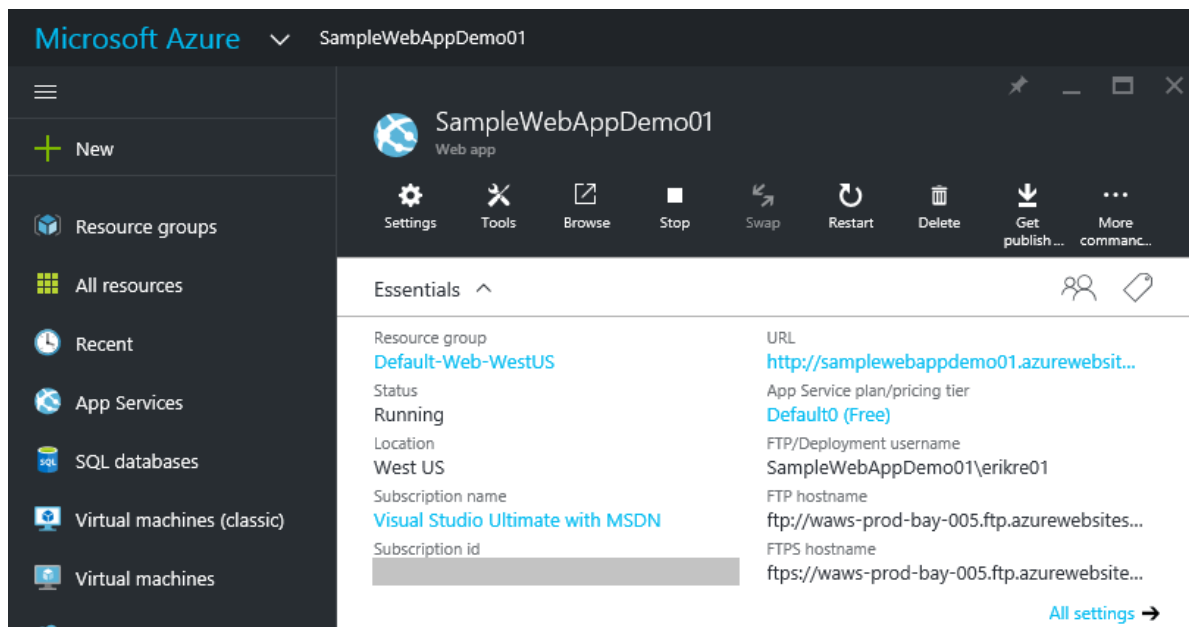 Microsoft Azure SampleWebAppDemo01
New
Resource groups
All resources
Recent
App Services
SQL databases
Virtual machines (classic)
Virtual machines
SampleWebAppDemo01
Web app
Settings Tools Browse Stop Swap Restart Delete Get publish ... More commanc...
Essentials
Resource group
Default-Web-WestUS
Status
Running
Location
West US
Subscription name
Visual Studio Ultimate with MSDN
Subscription id
URL
http://samplewebappdemo01.azurewebsit...
App Service plan/pricing tier
Default0 (Free)
FTP/Deployment username
SampleWebAppDemo01\erikre01
FTP hostname
ftp://waws-prod-bay-005.ftp.azurewebsites...
FTPS hostname
ftps://waws-prod-bay-005.ftp.azurewebsite...
All settings